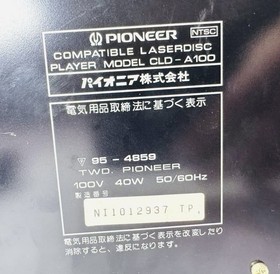 PIONEER
NTSC
COMPATIBLE LASERDISC
PLAYER MODEL CLD-A100
パイオニア株式会社
電気用品取締法に基づく表示
95-4859
TWD. PIONEER
100V 40W 50/60Hz
製造番号
NI1012937 TP.
電気用品取締法に基づく表示を改変したり
消除すると、違反になります。